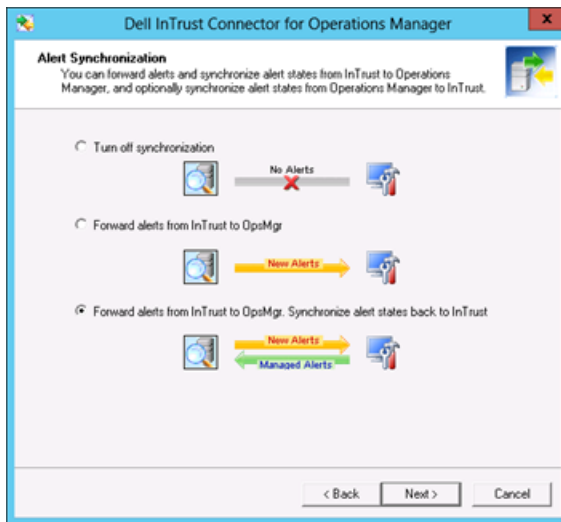 Dell InTrust Connector for Operations Manager
x
Alert Synchronization
You can forward alerts and synchronize alert states from InTrust to Operations
Manager, and optionally synchronize alert states from Operations Manager to InTrust.
Turn off synchronization
No Alerts
Forward alerts from InTrust to OpsMgr
New Alerts
Forward alerts from InTrust to OpsMgr. Synchronize alert states back to InTrust
New Alerts
Managed Alerts
< Back Next > Cancel